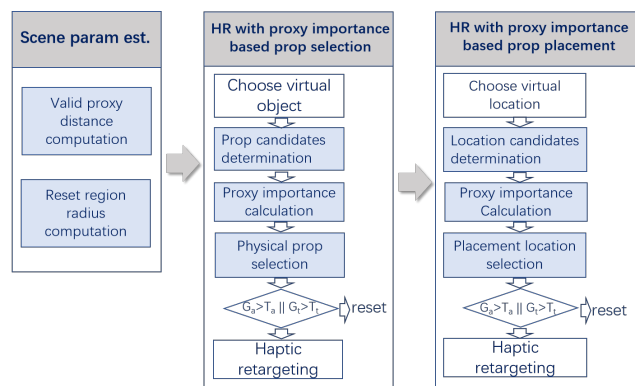 Scene param est.
Valid proxy
distance
computation
Reset region
radius
computation
HR with proxy importance
based prop selection
Choose virtual
object
Prop candidates
determination
Proxy importance
calculation
Physical prop
selection
Gₐ>Tₐ || Gₜ>Tₜ
reset
Haptic
retargeting
HR with proxy importance
based prop placement
Choose virtual
location
Location candidates
determination
Proxy importance
Calculation
Placement location
selection
Gₐ>Tₐ || Gₜ>Tₜ
reset
Haptic
retargeting